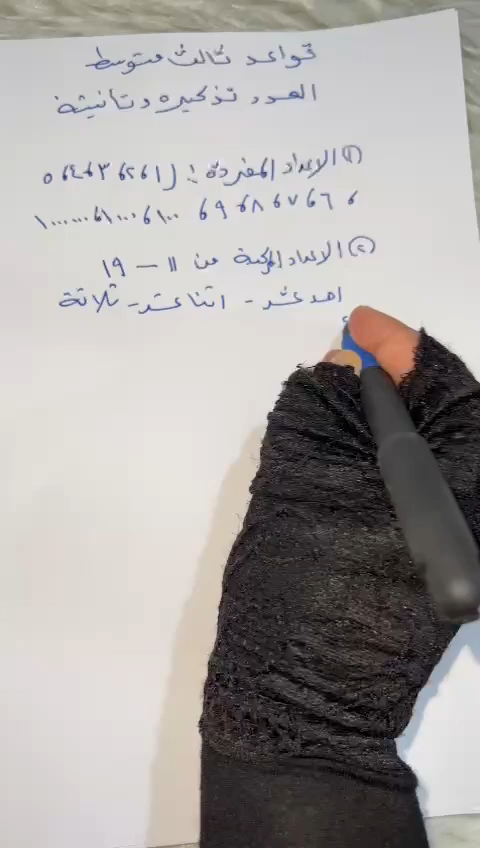 قواعد ثالث متوسط
العدد تذكيره وتأنيثه
(١) الاعداد المفردة : ١ ، ٢ ، ٣ ، ٤ ، ٥
، ٦ ، ٧ ، ٨ ، ٩ ، ١٠٠ ، ١٠٠٠ ، ١٠٠٠٠٠٠
(٢) الاعداد المركبة من ١١ – ١٩
احد عشر - اثنا عشر - ثلاثة